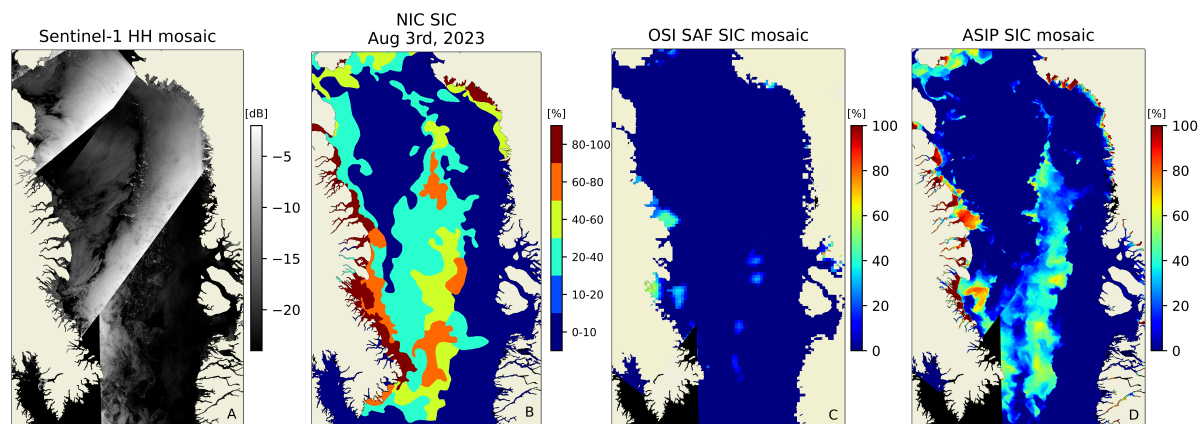 Sentinel-1 HH mosaic
[dB]
−5
−10
−15
−20
A
NIC SIC
Aug 3rd, 2023
[%]
80-100
60-80
40-60
20-40
10-20
0-10
B
OSI SAF SIC mosaic
[%]
100
80
60
40
20
0
C
ASIP SIC mosaic
[%]
100
80
60
40
20
0
D